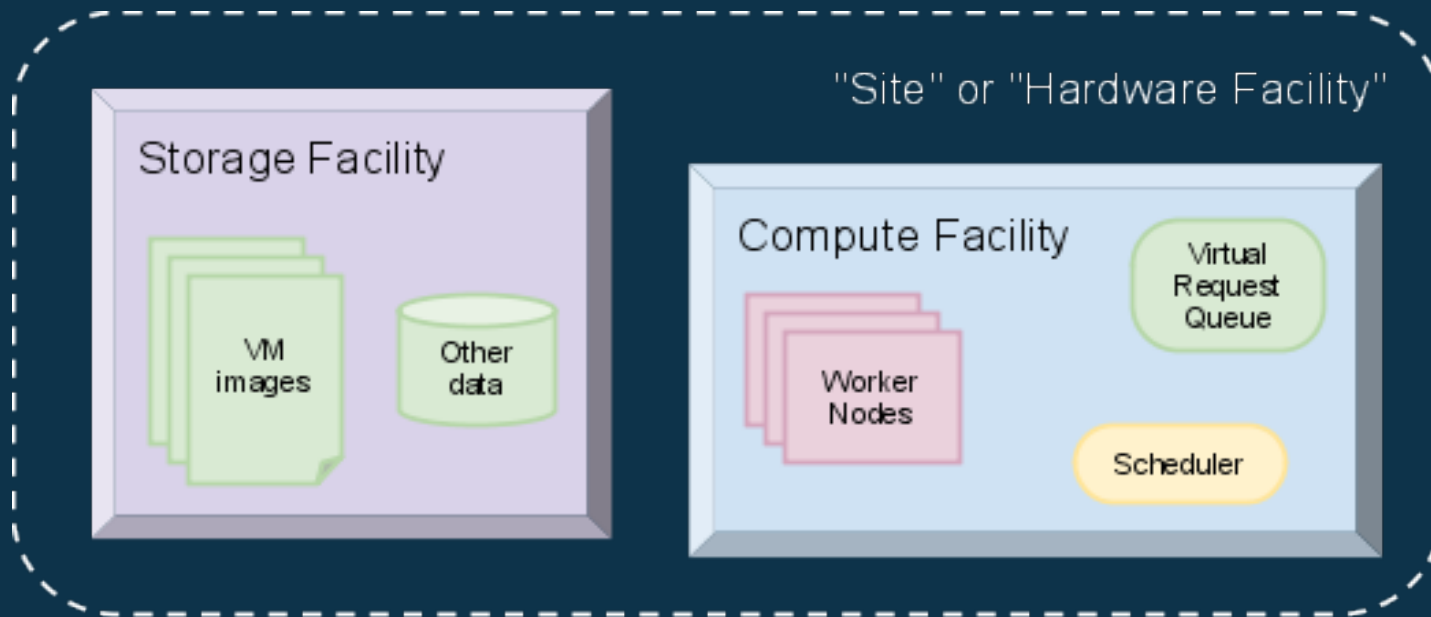 "Site" or "Hardware Facility"
Storage Facility
VM
images
Other
data
Compute Facility
Virtual
Request
Queue
Worker
Nodes
Scheduler